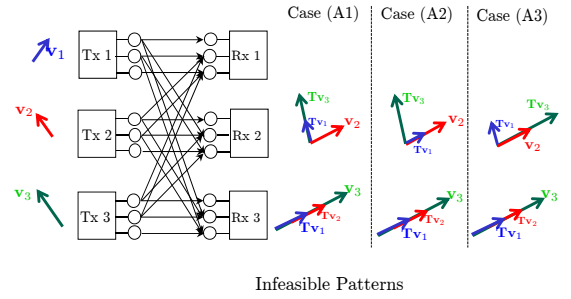 Case (A1) Case (A2) Case (A3)
v₁ Tx 1 Rx 1
Tv₃ Tv₁ v₂
Tv₃ v₂ Tv₁
Tv₃ Tv₁ v₂
v₂ Tx 2 Rx 2
v₃ Tx 3 Rx 3
v₃ Tv₂ Tv₁
v₃ Tv₂ Tv₁
v₃ Tv₂ Tv₁
Infeasible Patterns